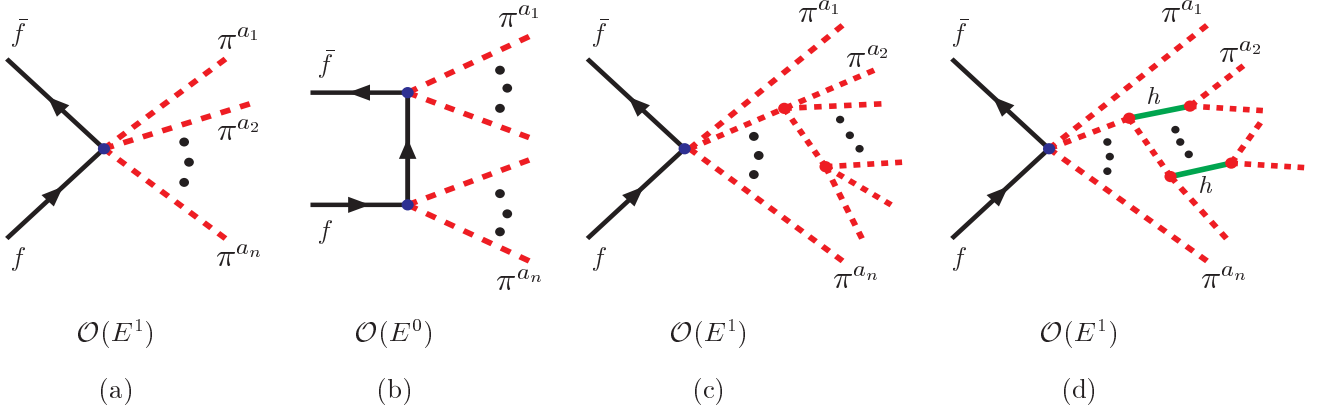 f̄ π^{a_1} π^{a_2} π^{a_n} f
f̄ π^{a_1} f π^{a_n}
f̄ π^{a_1} π^{a_2} f π^{a_n}
f̄ π^{a_1} π^{a_2} h h f π^{a_n}
𝒪(E^1) 𝒪(E^0) 𝒪(E^1) 𝒪(E^1)
(a) (b) (c) (d)